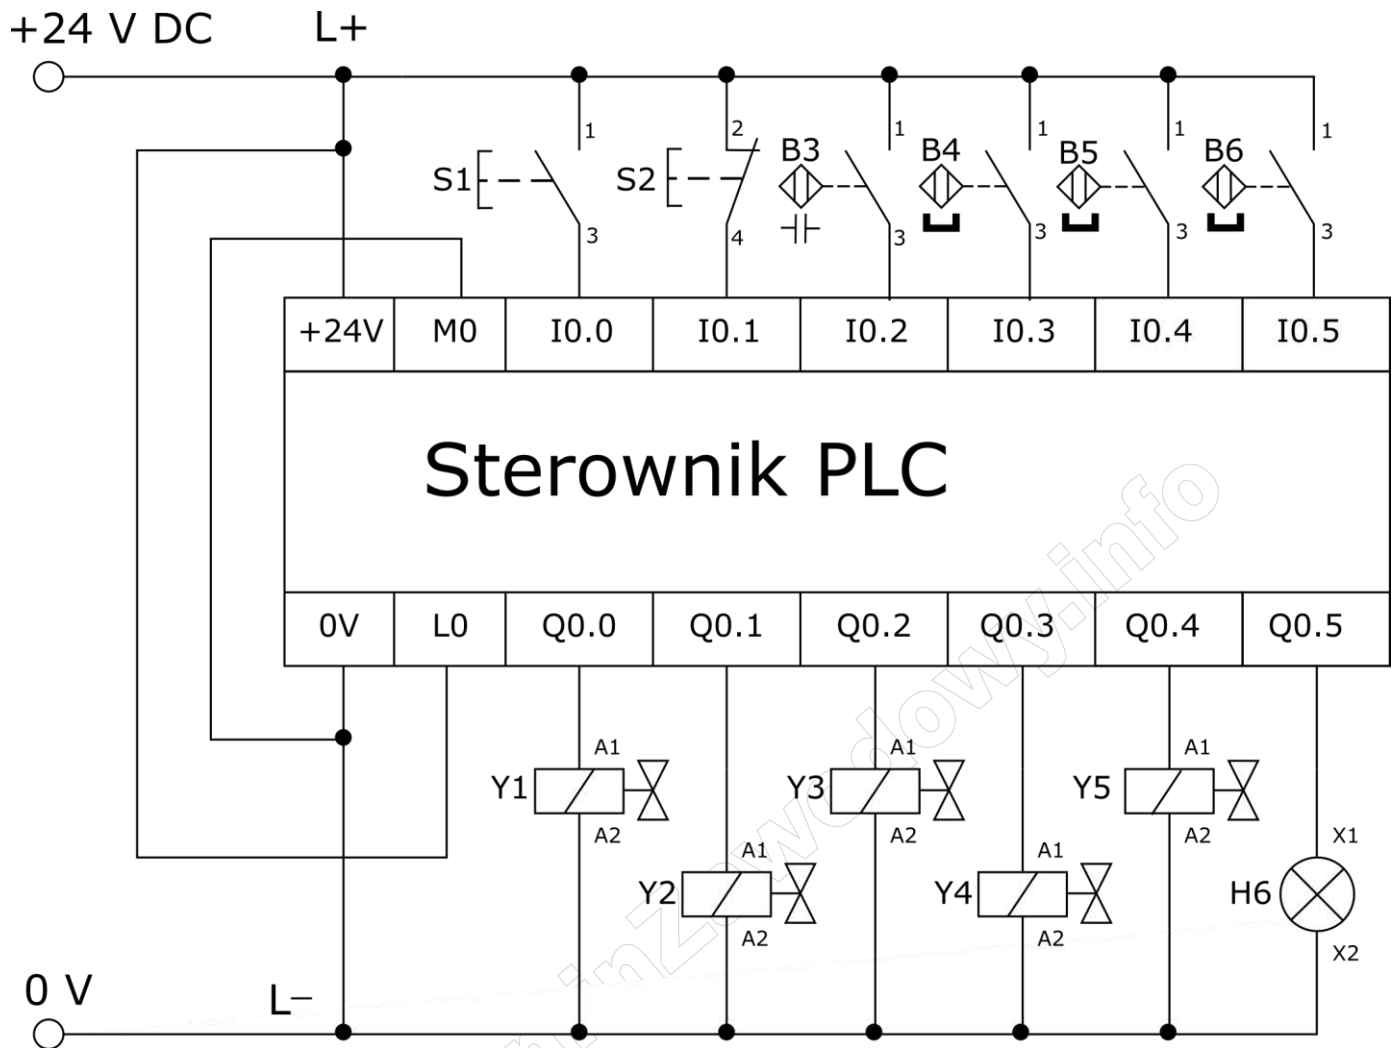 +24 V DC L+
1 2 1 1 1 1
S1 S2 B3 B4 B5 B6
3 4 3 3 3 3
+24V M0 I0.0 I0.1 I0.2 I0.3 I0.4 I0.5
Sterownik PLC
0V L0 Q0.0 Q0.1 Q0.2 Q0.3 Q0.4 Q0.5
A1 A1 A1
Y1 Y3 Y5
A2 A2 A2
A1 A1 X1
Y2 Y4 H6
A2 A2 X2
0 V L−
inZawodowy.info